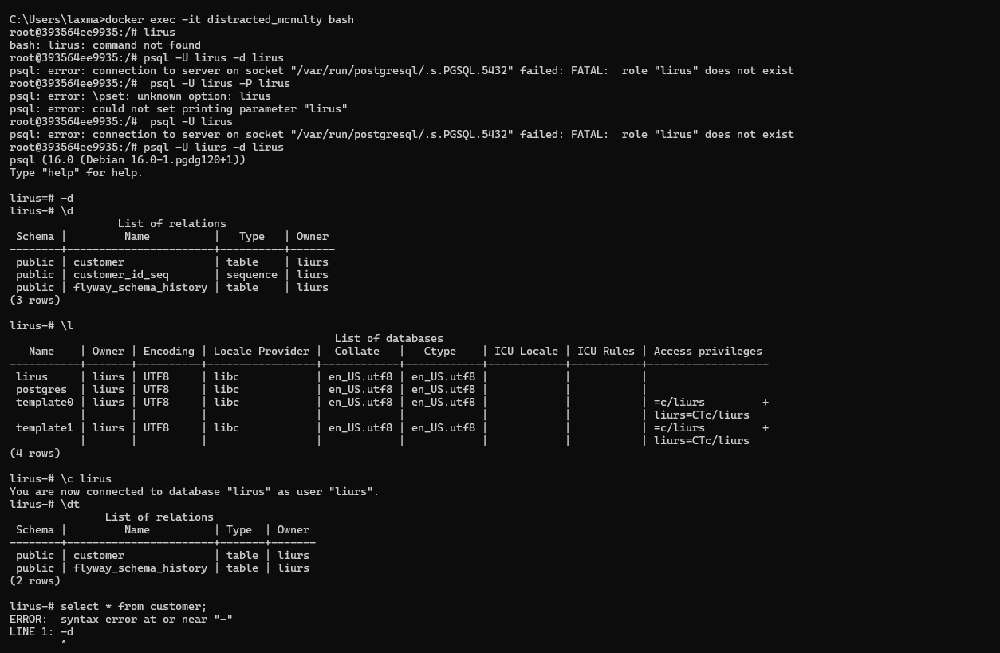 C:\Users\laxma>docker exec -it distracted_mcnulty bash
root@393564ee9935:/# lirus
bash: lirus: command not found
root@393564ee9935:/# psql -U lirus -d lirus
psql: error: connection to server on socket "/var/run/postgresql/.s.PGSQL.5432" failed: FATAL:  role "lirus" does not exist
root@393564ee9935:/#  psql -U lirus -P lirus
psql: error: \pset: unknown option: lirus
psql: error: could not set printing parameter "lirus"
root@393564ee9935:/#  psql -U lirus
psql: error: connection to server on socket "/var/run/postgresql/.s.PGSQL.5432" failed: FATAL:  role "lirus" does not exist
root@393564ee9935:/# psql -U liurs -d lirus
psql (16.0 (Debian 16.0-1.pgdg120+1))
Type "help" for help.

lirus=# -d
lirus-# \d
                 List of relations
 Schema |         Name          |   Type   | Owner
--------+-----------------------+----------+-------
 public | customer              | table    | liurs
 public | customer_id_seq       | sequence | liurs
 public | flyway_schema_history | table    | liurs
(3 rows)

lirus-# \l
                                                   List of databases
   Name    | Owner | Encoding | Locale Provider |  Collate   |   Ctype    | ICU Locale | ICU Rules | Access privileges
-----------+-------+----------+-----------------+------------+------------+------------+-----------+-------------------
 lirus     | liurs | UTF8     | libc            | en_US.utf8 | en_US.utf8 |            |           |
 postgres  | liurs | UTF8     | libc            | en_US.utf8 | en_US.utf8 |            |           |
 template0 | liurs | UTF8     | libc            | en_US.utf8 | en_US.utf8 |            |           | =c/liurs         +
           |       |          |                 |            |            |            |           | liurs=CTc/liurs
 template1 | liurs | UTF8     | libc            | en_US.utf8 | en_US.utf8 |            |           | =c/liurs         +
           |       |          |                 |            |            |            |           | liurs=CTc/liurs
(4 rows)

lirus-# \c lirus
You are now connected to database "lirus" as user "liurs".
lirus-# \dt
               List of relations
 Schema |         Name          | Type  | Owner
--------+-----------------------+-------+-------
 public | customer              | table | liurs
 public | flyway_schema_history | table | liurs
(2 rows)

lirus-# select * from customer;
ERROR:  syntax error at or near "-"
LINE 1: -d
        ^